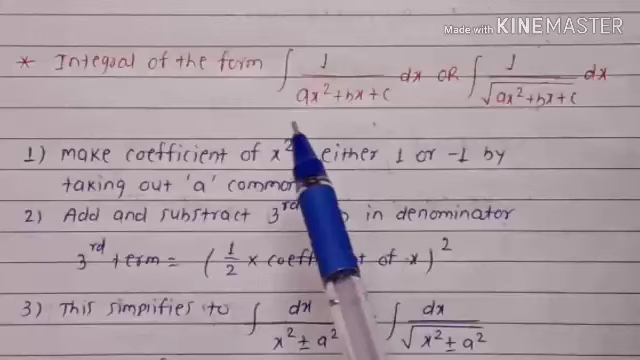 Made with KINEMASTER
* Integral of the form ∫ 1/(ax²+bx+c) dx OR ∫ 1/√(ax²+bx+c) dx
1) make coefficient of x² either 1 or -1 by
taking out 'a' common
2) Add and substract 3rd in denominator
3rd term = (1/2 × of x)²
3) This simplifies to ∫ dx/(x²±a²) ∫ dx/√(x²±a²)